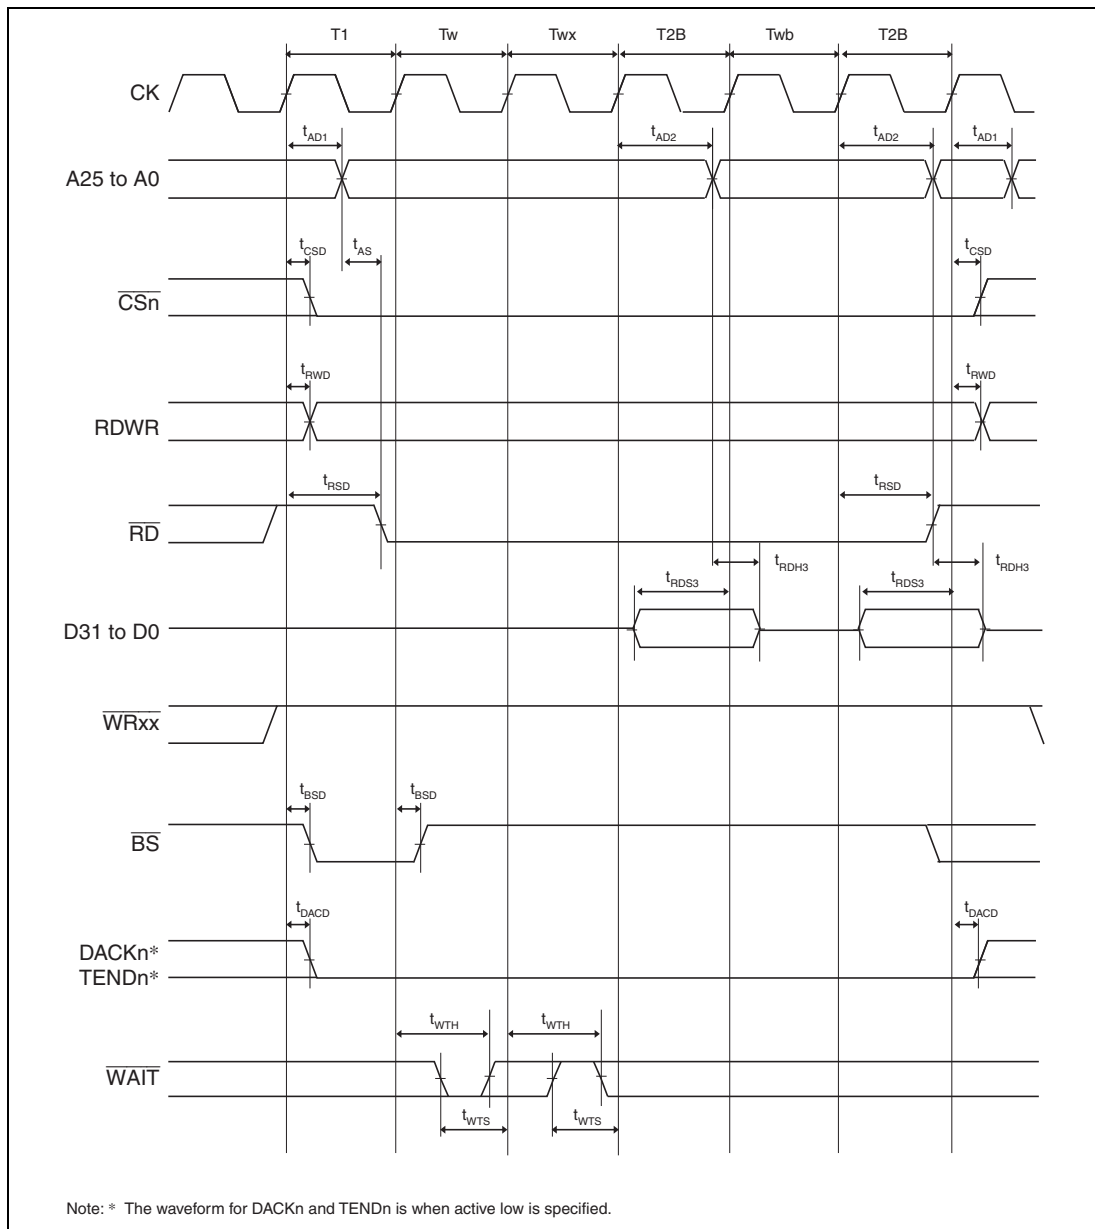 T1 Tw Twx T2B Twb T2B
CK
tAD1 tAD2 tAD2 tAD1
A25 to A0
tCSD tAS tCSD
CSn
tRWD tRWD
RDWR
tRSD tRSD
RD
tRDH3 tRDH3
tRDS3 tRDS3
D31 to D0
WRxx
tBSD tBSD
BS
tDACD tDACD
DACKn*
TENDn*
tWTH tWTH
WAIT
tWTS tWTS
Note: * The waveform for DACKn and TENDn is when active low is specified.